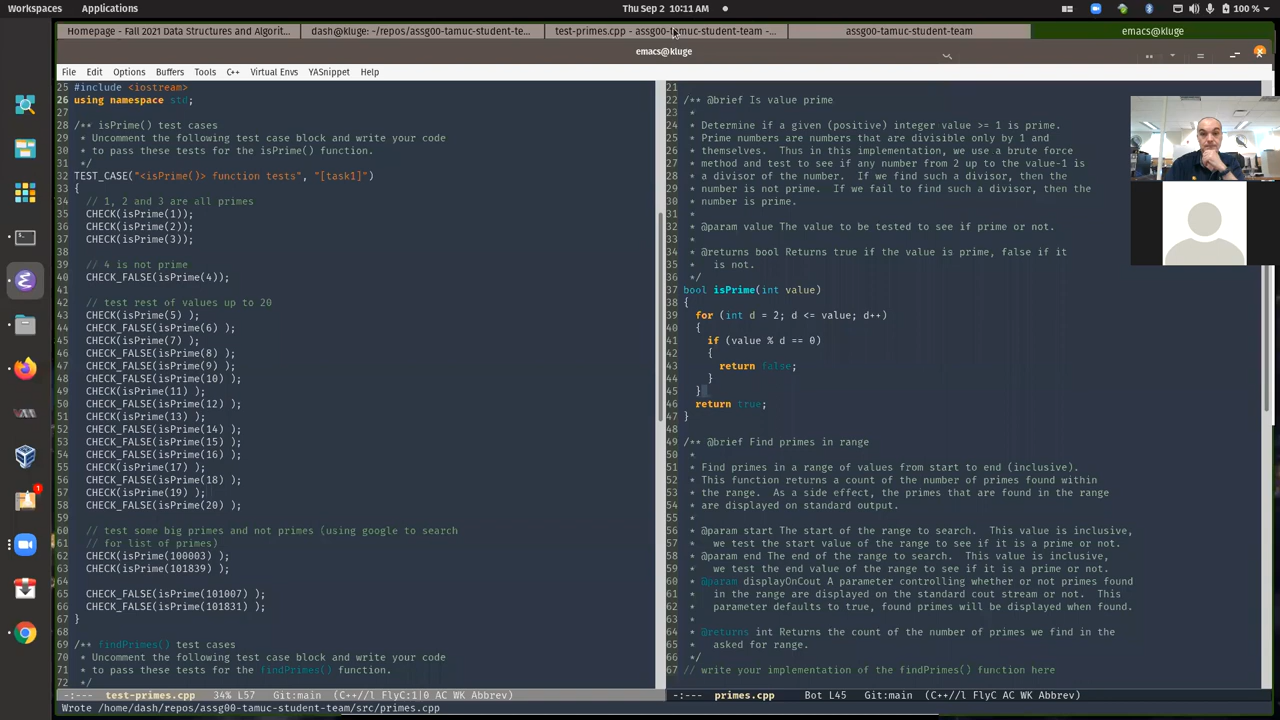 Workspaces Applications Thu Sep 2 10:11 AM 100 %
Homepage - Fall 2021 Data Structures and Algorit... dash@kluge: ~/repos/assg00-tamuc-student-te... test-primes.cpp - assg00-tamuc-student-team -... assg00-tamuc-student-team emacs@kluge
emacs@kluge
File Edit Options Buffers Tools C++ Virtual Envs YASnippet Help
25 #include <iostream>
26 using namespace std;
27
28 /** isPrime() test cases
29 * Uncomment the following test case block and write your code
30 * to pass these tests for the isPrime() function.
31 */
32 TEST_CASE("<isPrime()> function tests", "[task1]")
33 {
34 // 1, 2 and 3 are all primes
35 CHECK(isPrime(1));
36 CHECK(isPrime(2));
37 CHECK(isPrime(3));
38
39 // 4 is not prime
40 CHECK_FALSE(isPrime(4));
41
42 // test rest of values up to 20
43 CHECK(isPrime(5) );
44 CHECK_FALSE(isPrime(6) );
45 CHECK(isPrime(7) );
46 CHECK_FALSE(isPrime(8) );
47 CHECK_FALSE(isPrime(9) );
48 CHECK_FALSE(isPrime(10) );
49 CHECK(isPrime(11) );
50 CHECK_FALSE(isPrime(12) );
51 CHECK(isPrime(13) );
52 CHECK_FALSE(isPrime(14) );
53 CHECK_FALSE(isPrime(15) );
54 CHECK_FALSE(isPrime(16) );
55 CHECK(isPrime(17) );
56 CHECK_FALSE(isPrime(18) );
57 CHECK(isPrime(19) );
58 CHECK_FALSE(isPrime(20) );
59
60 // test some big primes and not primes (using google to search
61 // for list of primes)
62 CHECK(isPrime(100003) );
63 CHECK(isPrime(101839) );
64
65 CHECK_FALSE(isPrime(101007) );
66 CHECK_FALSE(isPrime(101831) );
67 }
68
69 /** findPrimes() test cases
70 * Uncomment the following test case block and write your code
71 * to pass these tests for the findPrimes() function.
72 */
-:--- test-primes.cpp 34% L57 Git:main (C++//l FlyC:1|0 AC WK Abbrev)
21
22 /** @brief Is value prime
23 *
24 * Determine if a given (positive) integer value >= 1 is prime.
25 * Prime numbers are numbers that are divisible only by 1 and
26 * themselves. Thus in this implementation, we use a brute force
27 * method and test to see if any number from 2 up to the value-1 is
28 * a divisor of the number. If we find such a divisor, then the
29 * number is not prime. If we fail to find such a divisor, then the
30 * number is prime.
31 *
32 * @param value The value to be tested to see if prime or not.
33 *
34 * @returns bool Returns true if the value is prime, false if it
35 * is not.
36 */
37 bool isPrime(int value)
38 {
39 for (int d = 2; d <= value; d++)
40 {
41 if (value % d == 0)
42 {
43 return false;
44 }
45 }
46 return true;
47 }
48
49 /** @brief Find primes in range
50 *
51 * Find primes in a range of values from start to end (inclusive).
52 * This function returns a count of the number of primes found within
53 * the range. As a side effect, the primes that are found in the range
54 * are displayed on standard output.
55 *
56 * @param start The start of the range to search. This value is inclusive,
57 * we test the start value of the range to see if it is a prime or not.
58 * @param end The end of the range to search. This value is inclusive,
59 * we test the end value of the range to see if it is a prime or not.
60 * @param displayOnCout A parameter controlling whether or not primes found
61 * in the range are displayed on the standard cout stream or not. This
62 * parameter defaults to true, found primes will be displayed when found.
63 *
64 * @returns int Returns the count of the number of primes we find in the
65 * asked for range.
66 */
67 // write your implementation of the findPrimes() function here
-:--- primes.cpp Bot L45 Git:main (C++//l FlyC AC WK Abbrev)
Wrote /home/dash/repos/assg00-tamuc-student-team/src/primes.cpp